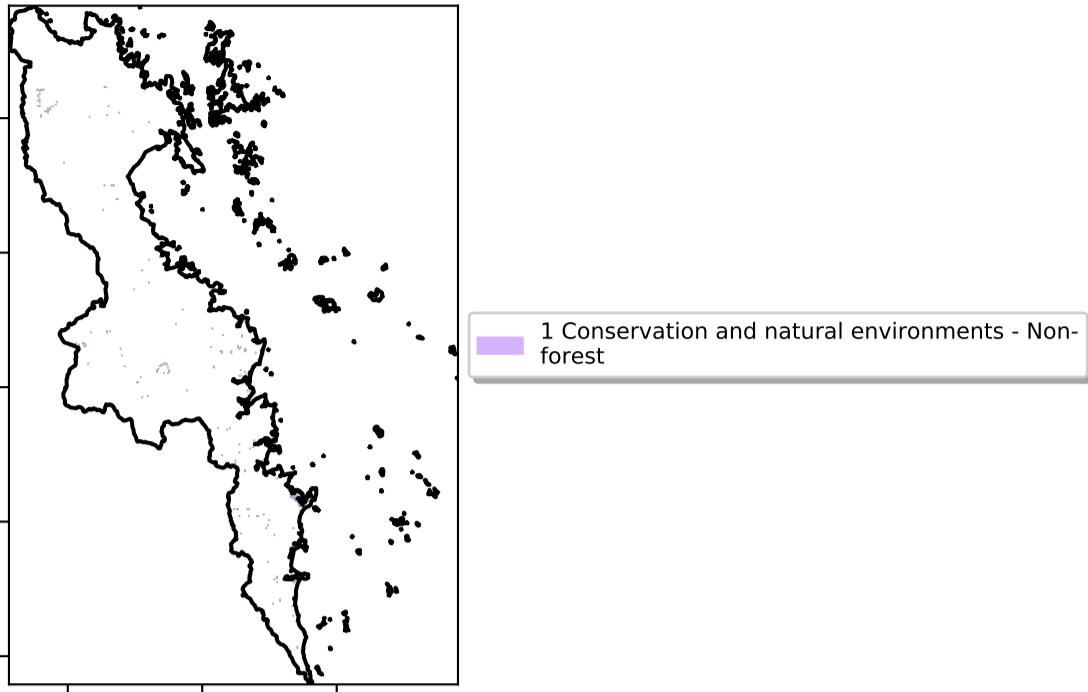 1 Conservation and natural environments - Non-
forest